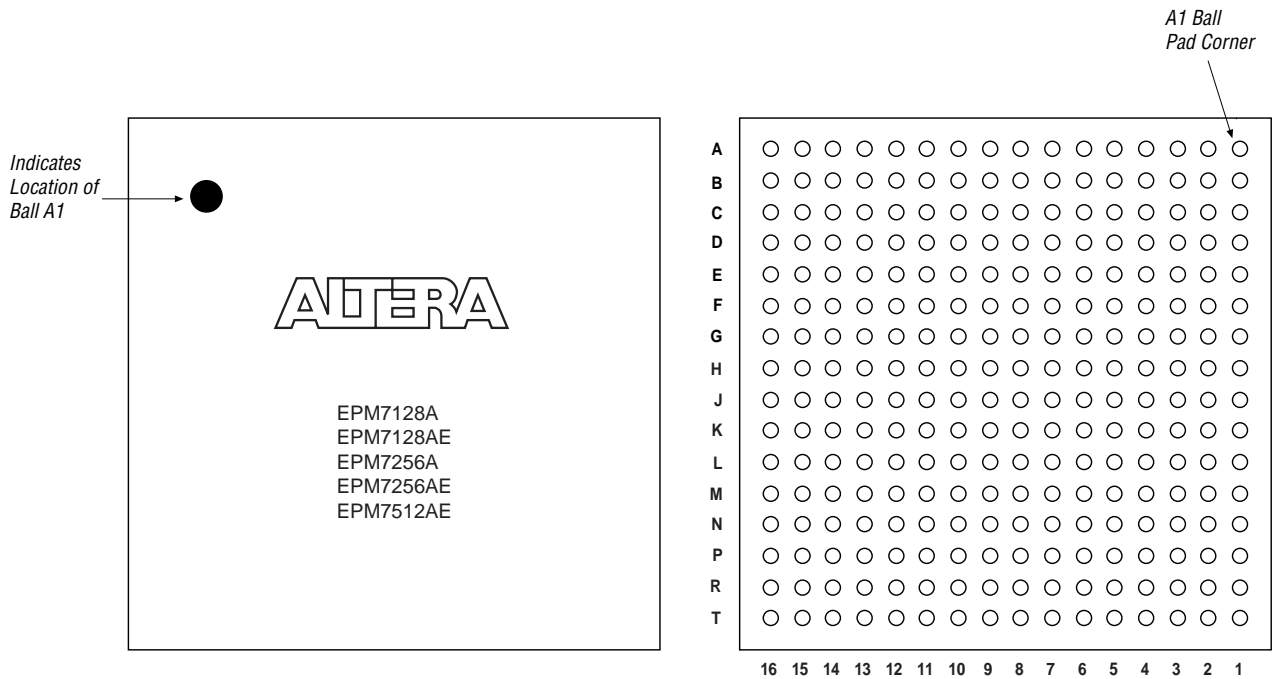 A1 Ball
Pad Corner
Indicates
Location of
Ball A1
ALTERA
EPM7128A
EPM7128AE
EPM7256A
EPM7256AE
EPM7512AE
A
B
C
D
E
F
G
H
J
K
L
M
N
P
R
T
16 15 14 13 12 11 10 9 8 7 6 5 4 3 2 1